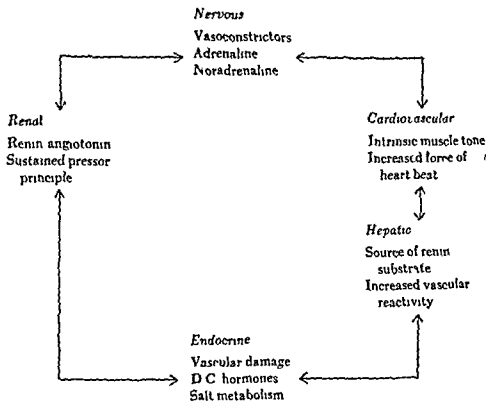 Nervous
Vasoconstrictors
Adrenaline
Noradrenaline
Renal
Renin angiotonin
Sustained pressor
principle
Cardiovascular
Intrinsic muscle tone
Increased force of
heart beat
Hepatic
Source of renin
substrate
Increased vascular
reactivity
Endocrine
Vascular damage
D C hormones
Salt metabolism